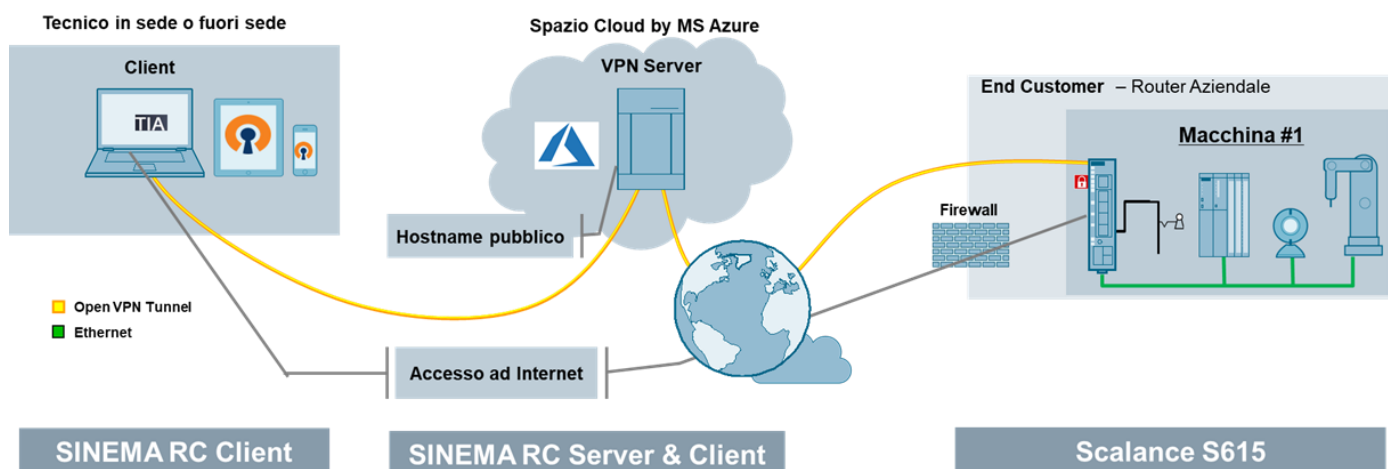 Tecnico in sede o fuori sede
Client
TIA
Spazio Cloud by MS Azure
VPN Server
Hostname pubblico
End Customer – Router Aziendale
Macchina #1
Firewall
Open VPN Tunnel
Ethernet
Accesso ad Internet
SINEMA RC Client
SINEMA RC Server & Client
Scalance S615